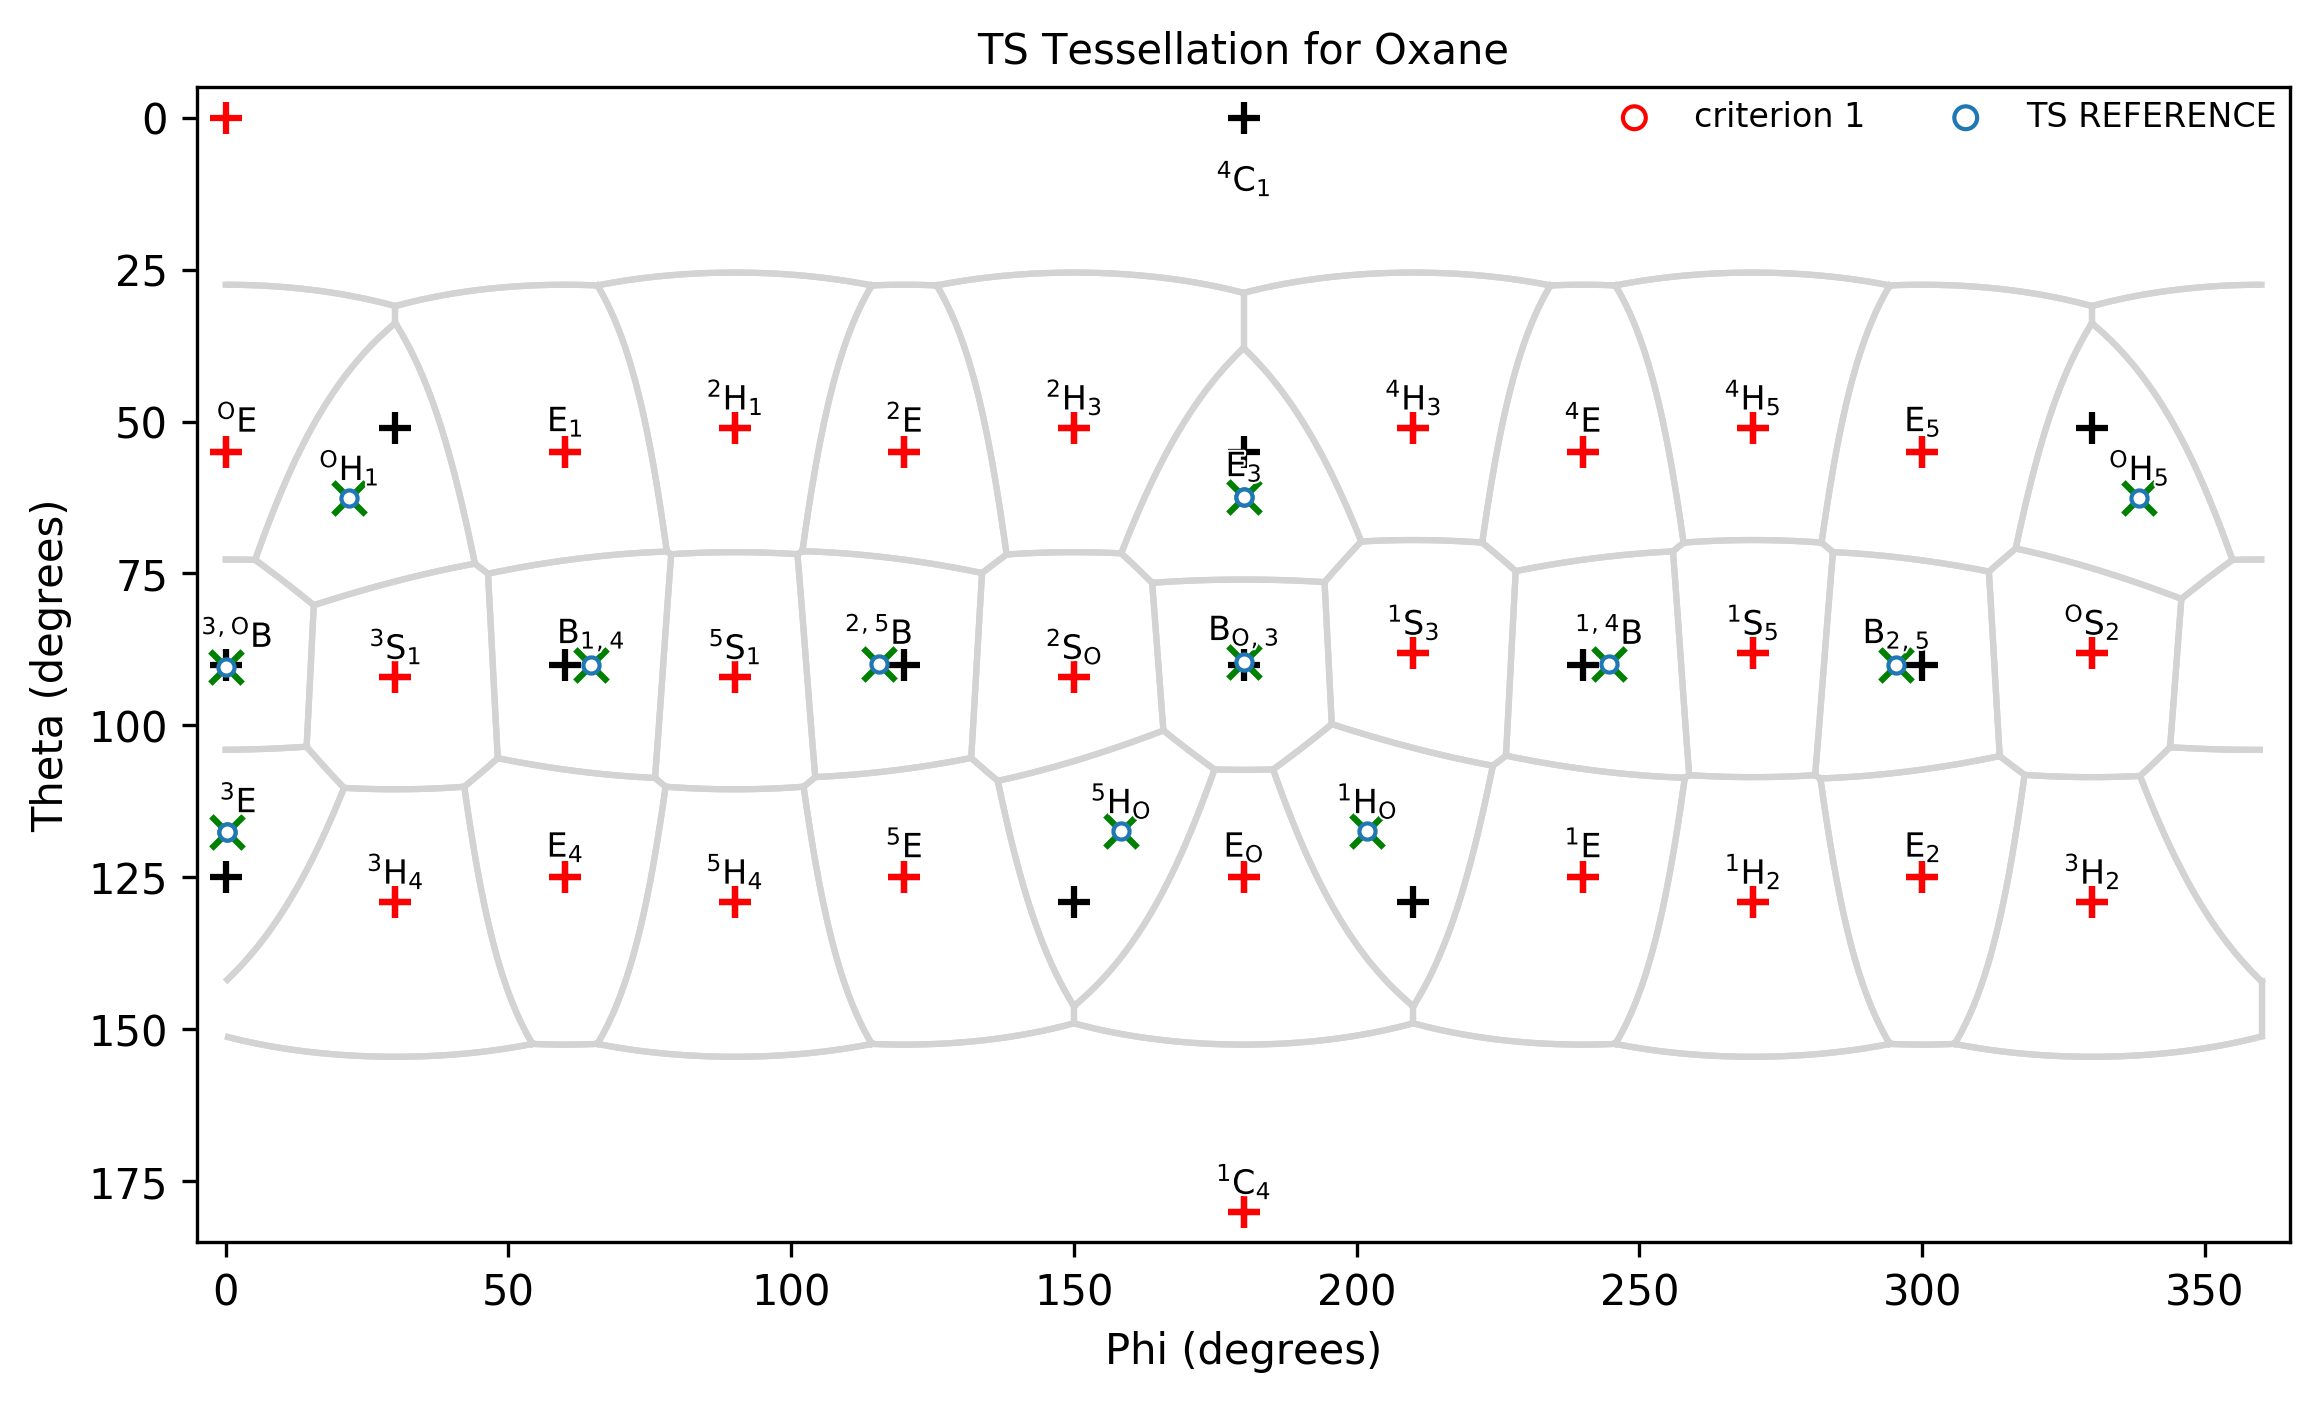 TS Tessellation for Oxane
criterion 1
TS REFERENCE
⁴C₁
ᴼE
ᴼH₁
E₁
²H₁
²E
²H₃
E₃
⁴H₃
⁴E
⁴H₅
E₅
ᴼH₅
³,ᴼB
³S₁
B₁,₄
⁵S₁
²,⁵B
²Sₒ
Bₒ,₃
¹S₃
¹,⁴B
¹S₅
B₂,₅
ᴼS₂
³E
³H₄
E₄
⁵H₄
⁵E
⁵Hₒ
Eₒ
¹Hₒ
¹E
¹H₂
E₂
³H₂
¹C₄
0
25
50
75
100
125
150
175
Theta (degrees)
0 50 100 150 200 250 300 350
Phi (degrees)